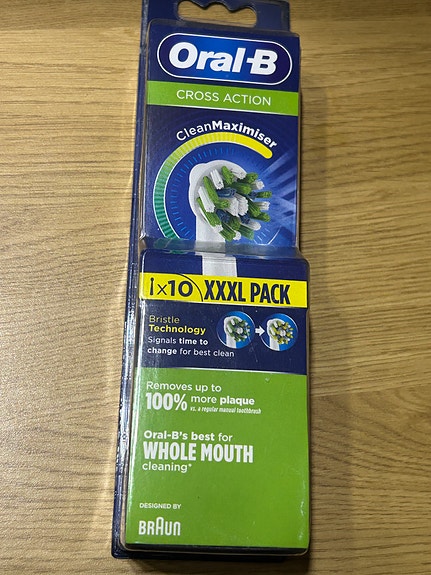 Oral-B
CROSS ACTION
CleanMaximiser
1x10 XXXL PACK
Bristle
Technology
Signals time to
change for best clean
Removes up to
100% more plaque
vs. a regular manual toothbrush
Oral-B's best for
WHOLE MOUTH
cleaning*
DESIGNED BY
BRAUN